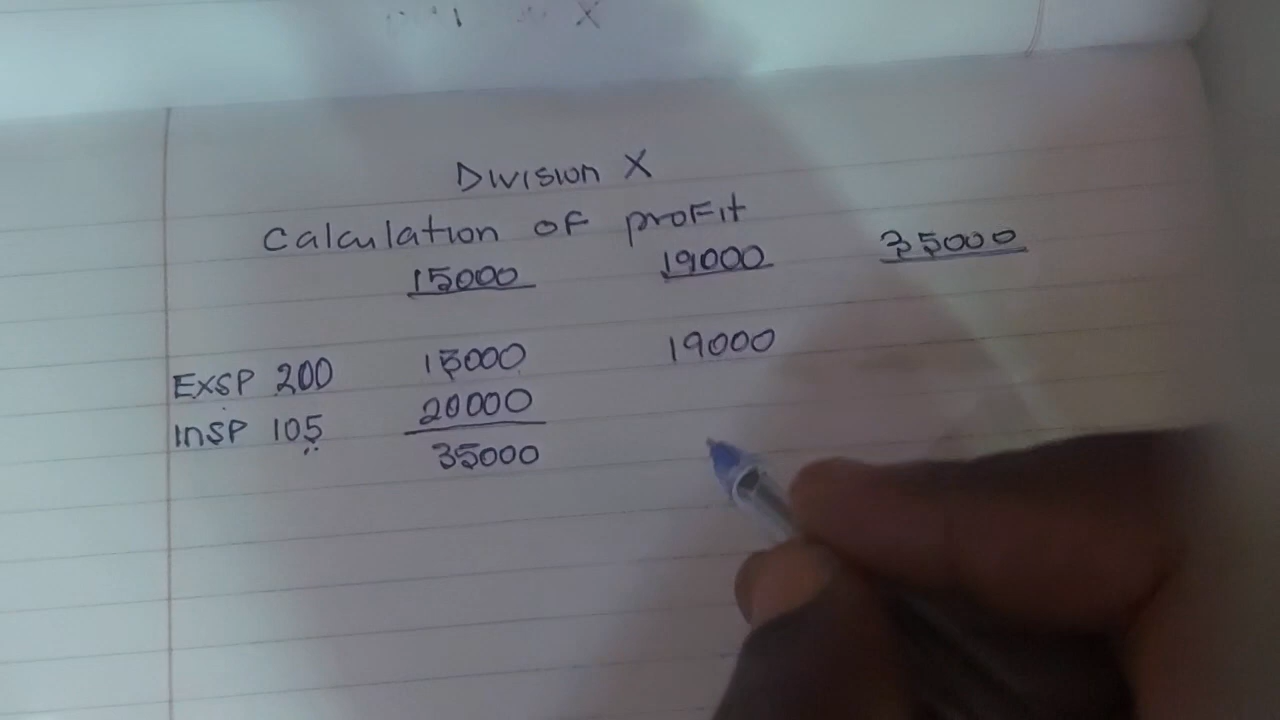 Division X
Calculation of profit
15000 19000 35000
EXSP 200 15000 19000
INSP 105 20000
35000